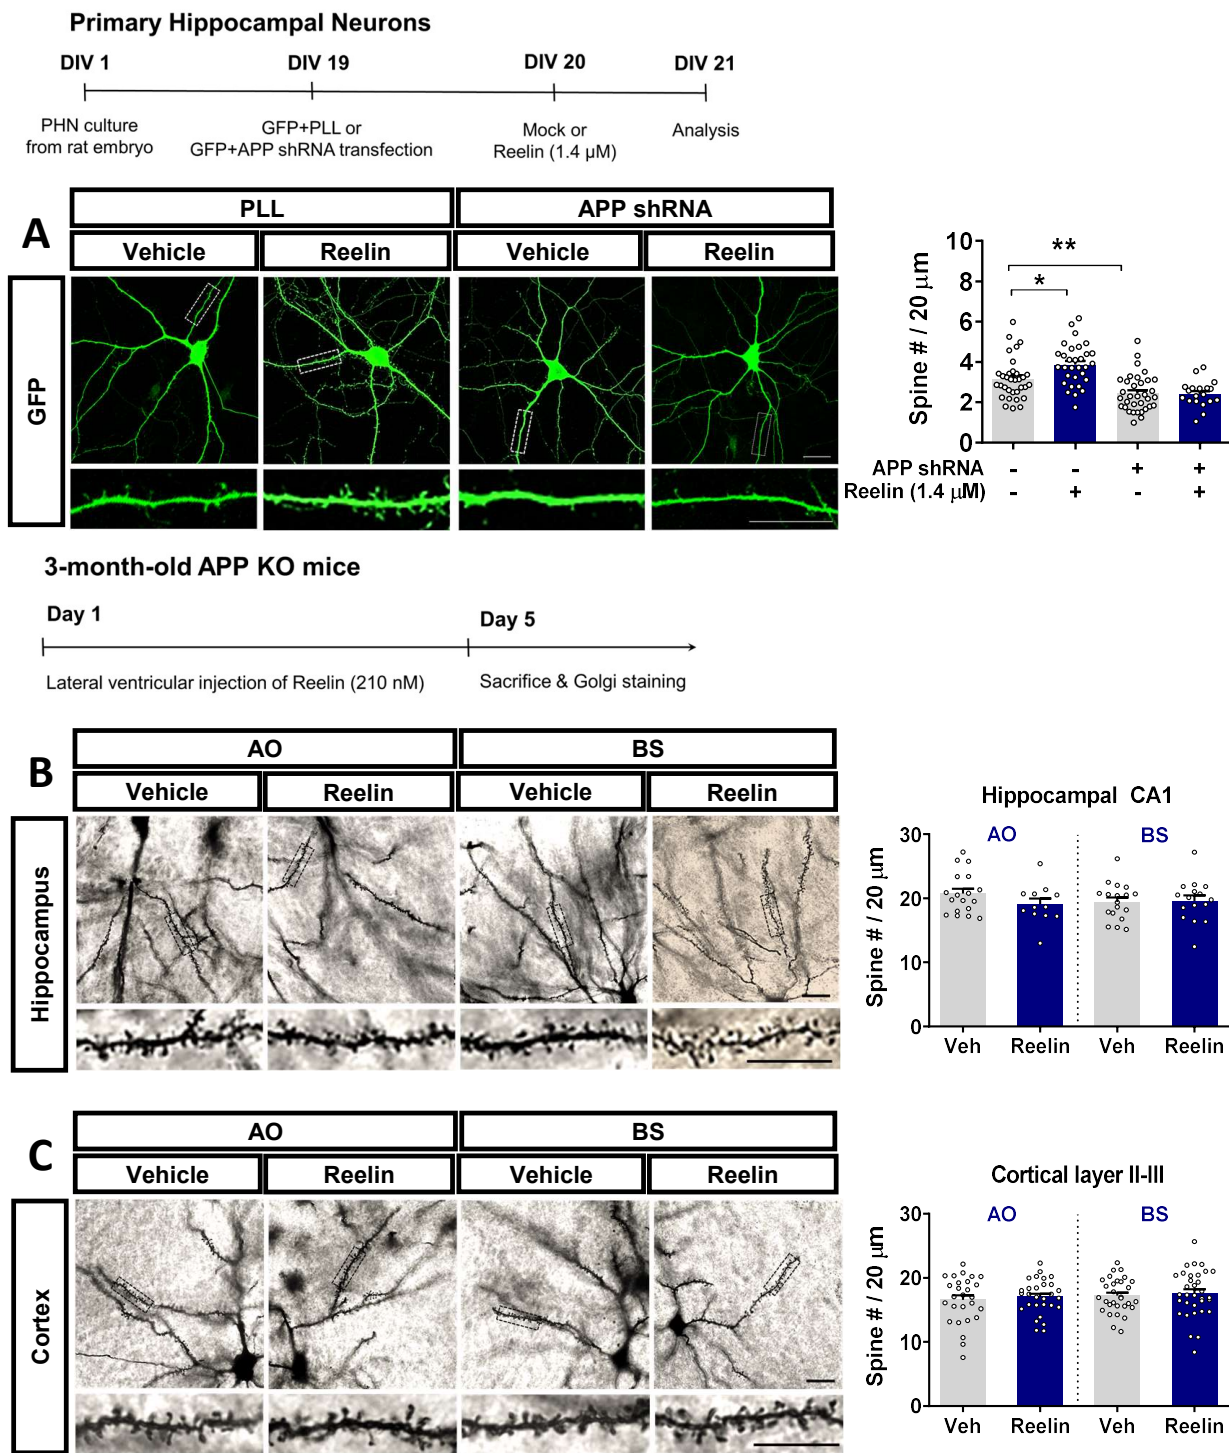 Primary Hippocampal Neurons
DIV 1
DIV 19
DIV 20
DIV 21
PHN culture
from rat embryo
GFP+PLL or
GFP+APP shRNA transfection
Mock or
Reelin (1.4 µM)
Analysis
A
PLL
APP shRNA
Vehicle
Reelin
Vehicle
Reelin
GFP
Spine # / 20 µm
10
8
6
4
2
0
**
*
APP shRNA - - + +
Reelin (1.4 µM) - + - +
3-month-old APP KO mice
Day 1
Day 5
Lateral ventricular injection of Reelin (210 nM)
Sacrifice & Golgi staining
B
AO
BS
Vehicle
Reelin
Vehicle
Reelin
Hippocampus
Hippocampal CA1
AO
BS
Spine # / 20 µm
30
20
10
0
Veh
Reelin
Veh
Reelin
C
AO
BS
Vehicle
Reelin
Vehicle
Reelin
Cortex
Cortical layer II-III
AO
BS
Spine # / 20 µm
30
20
10
0
Veh
Reelin
Veh
Reelin